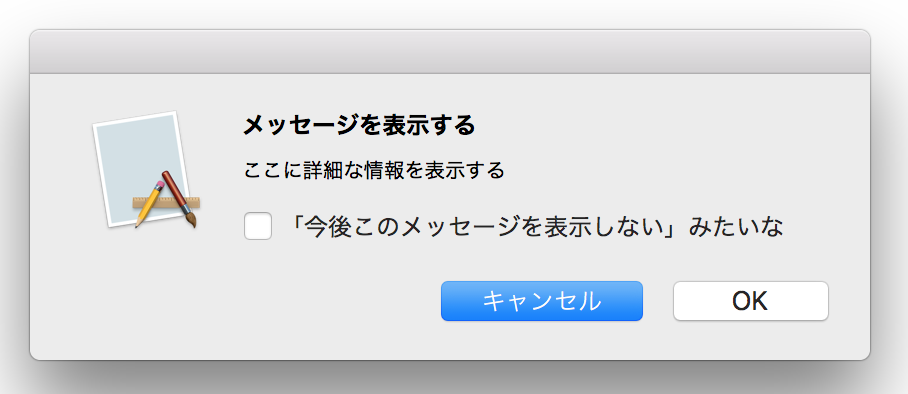 メッセージを表示する
ここに詳細な情報を表示する
「今後このメッセージを表示しない」みたいな
キャンセル
OK